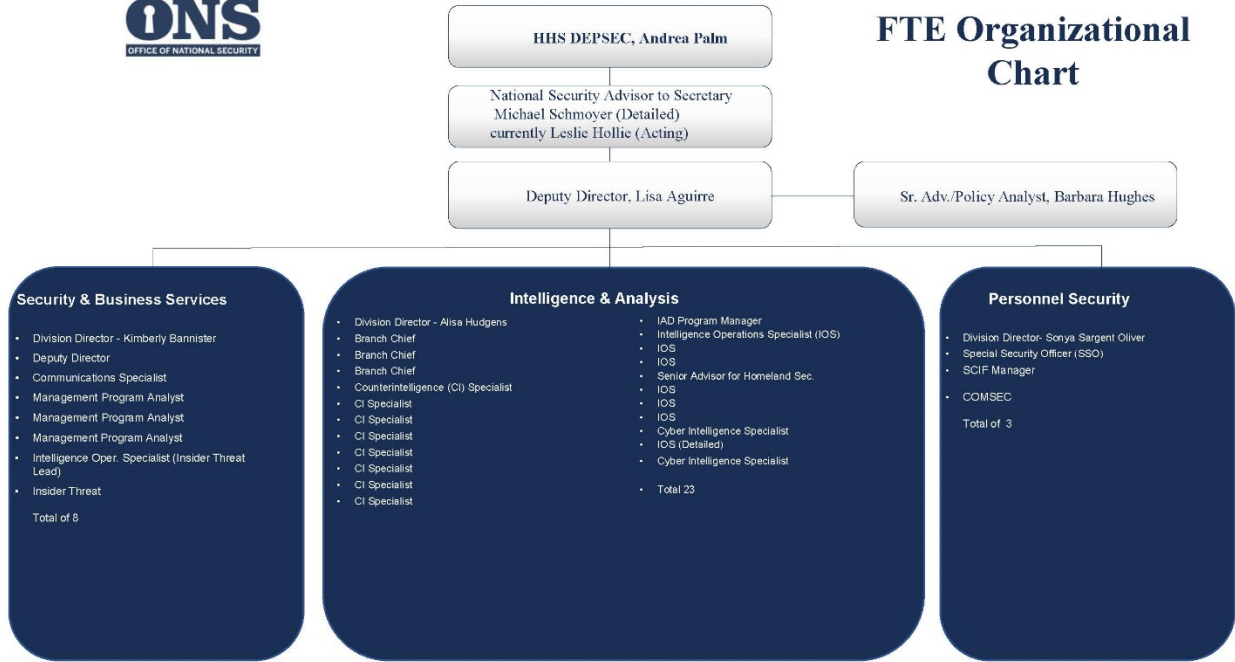 ONS
OFFICE OF NATIONAL SECURITY
HHS DEPSEC, Andrea Palm
FTE Organizational
Chart
National Security Advisor to Secretary
Michael Schmoyer (Detailed)
currently Leslie Hollie (Acting)
Deputy Director, Lisa Aguirre
Sr. Adv./Policy Analyst, Barbara Hughes
Security & Business Services
• Division Director - Kimberly Bannister
• Deputy Director
• Communications Specialist
• Management Program Analyst
• Management Program Analyst
• Management Program Analyst
• Intelligence Oper. Specialist (Insider Threat
Lead)
• Insider Threat
Total of 8
Intelligence & Analysis
• Division Director - Alisa Hudgens
• Branch Chief
• Branch Chief
• Branch Chief
• Counterintelligence (CI) Specialist
• CI Specialist
• CI Specialist
• CI Specialist
• CI Specialist
• CI Specialist
• CI Specialist
• CI Specialist
• IAD Program Manager
• Intelligence Operations Specialist (IOS)
• IOS
• IOS
• Senior Advisor for Homeland Sec.
• IOS
• IOS
• IOS
• Cyber Intelligence Specialist
• IOS (Detailed)
• Cyber Intelligence Specialist
• Total 23
Personnel Security
• Division Director- Sonya Sargent Oliver
• Special Security Officer (SSO)
• SCIF Manager
• COMSEC
Total of 3